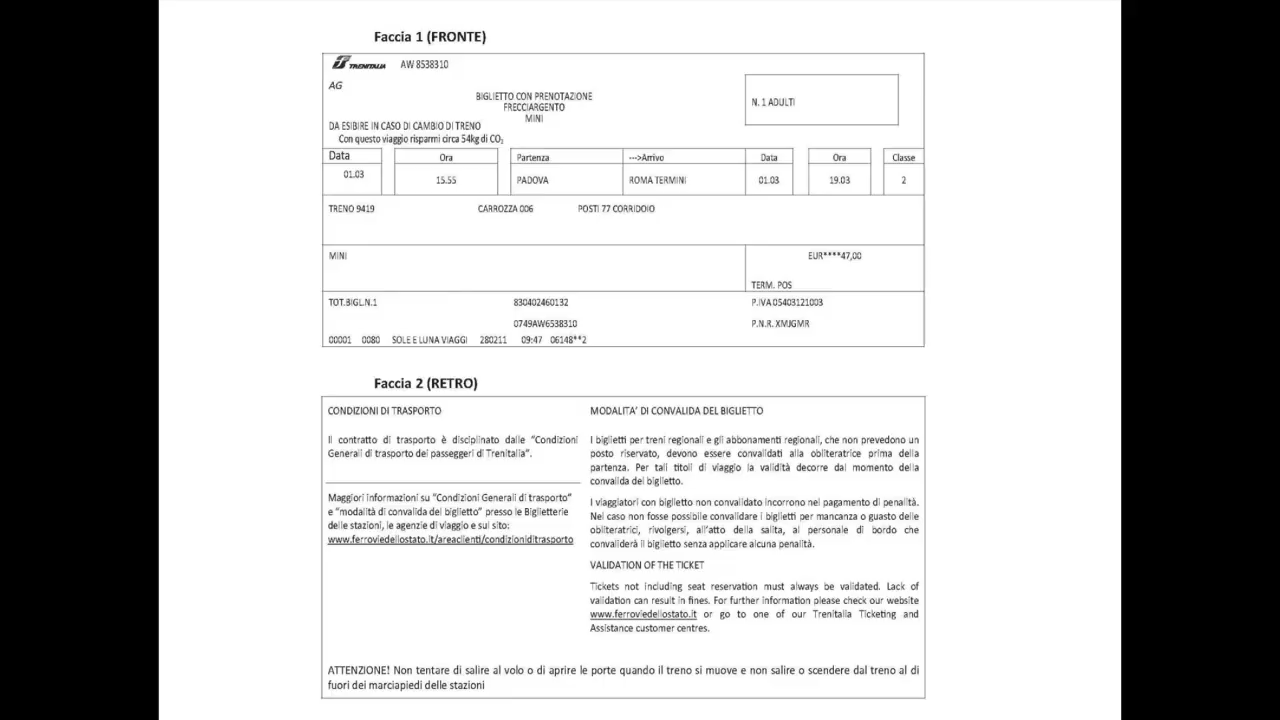 Faccia 1 (FRONTE)
TRENITALIA AW 8538310
AG
BIGLIETTO CON PRENOTAZIONE
FRECCIARGENTO
MINI
N. 1 ADULTI
DA ESIBIRE IN CASO DI CAMBIO DI TRENO
Con questo viaggio risparmi circa 54kg di CO₂
Data Ora Partenza --->Arrivo Data Ora Classe
01.03 15.55 PADOVA ROMA TERMINI 01.03 19.03 2
TRENO 9419 CARROZZA 006 POSTI 77 CORRIDOIO
MINI EUR****47,00
TERM. POS
TOT.BIGL.N.1 830402460132 P.IVA 05403121003
0749AW6538310 P.N.R. XMJGMR
00001 0080 SOLE E LUNA VIAGGI 280211 09:47 06148**2
Faccia 2 (RETRO)
CONDIZIONI DI TRASPORTO
Il contratto di trasporto è disciplinato dalle "Condizioni
Generali di trasporto dei passeggeri di Trenitalia".
Maggiori informazioni su "Condizioni Generali di trasporto"
e "modalità di convalida del biglietto" presso le Biglietterie
delle stazioni, le agenzie di viaggio e sul sito:
www.ferroviedellostato.it/areaclienti/condizioniditrasporto
MODALITA' DI CONVALIDA DEL BIGLIETTO
I biglietti per treni regionali e gli abbonamenti regionali, che non prevedono un
posto riservato, devono essere convalidati alla obliteratrice prima della
partenza. Per tali titoli di viaggio la validità decorre dal momento della
convalida del biglietto.
I viaggiatori con biglietto non convalidato incorrono nel pagamento di penalità.
Nel caso non fosse possibile convalidare i biglietti per mancanza o guasto delle
obliteratrici, rivolgersi, all'atto della salita, al personale di bordo che
convaliderà il biglietto senza applicare alcuna penalità.
VALIDATION OF THE TICKET
Tickets not including seat reservation must always be validated. Lack of
validation can result in fines. For further information please check our website
www.ferroviedellostato.it or go to one of our Trenitalia Ticketing and
Assistance customer centres.
ATTENZIONE! Non tentare di salire al volo o di aprire le porte quando il treno si muove e non salire o scendere dal treno al di
fuori dei marciapiedi delle stazioni